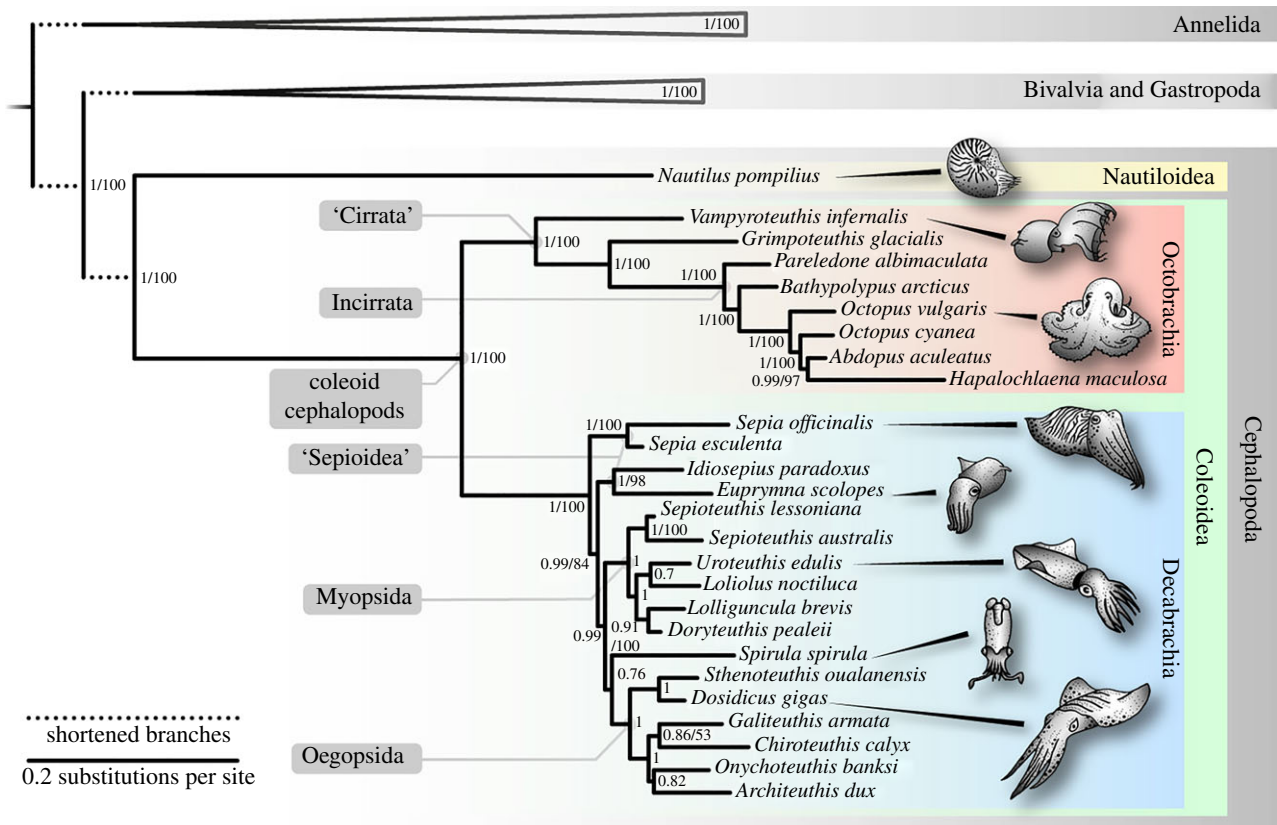 1/100
Annelida
1/100
Bivalvia and Gastropoda
1/100
Nautilus pompilius
Nautiloidea
'Cirrata'
Vampyroteuthis infernalis
1/100
Grimpoteuthis glacialis
1/100
1/100
Pareledone albimaculata
1/100
Incirrata
Bathypolypus arcticus
Octopus vulgaris
1/100
1/100
Octopus cyanea
1/100
coleoid
cephalopods
1/100
Abdopus aculeatus
0.99/97
Hapalochlaena maculosa
Octobrachia
1/100
Sepia officinalis
Sepia esculenta
'Sepioidea'
Idiosepius paradoxus
1/98
Euprymna scolopes
1/100
Sepioteuthis lessoniana
1/100
Sepioteuthis australis
0.99/84
1
Uroteuthis edulis
0.7
Loliolus noctiluca
Myopsida
1
Lolliguncula brevis
0.91
Doryteuthis pealeii
0.99
/100
Spirula spirula
0.76
Sthenoteuthis oualanensis
1
Dosidicus gigas
1
Galiteuthis armata
0.86/53
Chiroteuthis calyx
Oegopsida
1
Onychoteuthis banksi
0.82
Architeuthis dux
Decabrachia
Coleoidea
Cephalopoda
shortened branches
0.2 substitutions per site